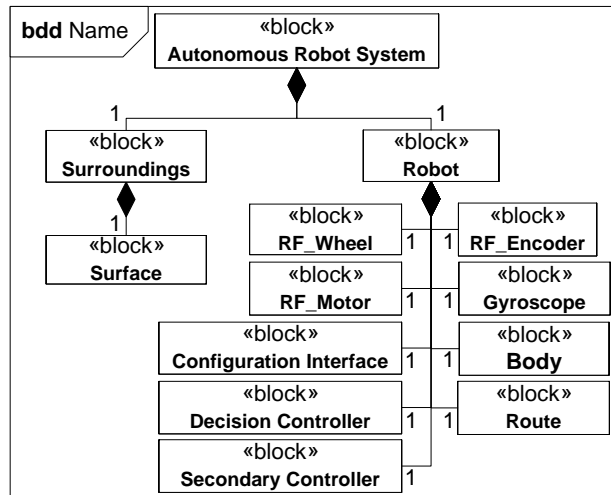 bdd Name
«block»
Autonomous Robot System
1
1
«block»
Surroundings
«block»
Robot
1
«block»
Surface
«block»
RF_Wheel
1
1
«block»
RF_Encoder
«block»
RF_Motor
1
1
«block»
Gyroscope
«block»
Configuration Interface
1
1
«block»
Body
«block»
Decision Controller
1
1
«block»
Route
«block»
Secondary Controller
1